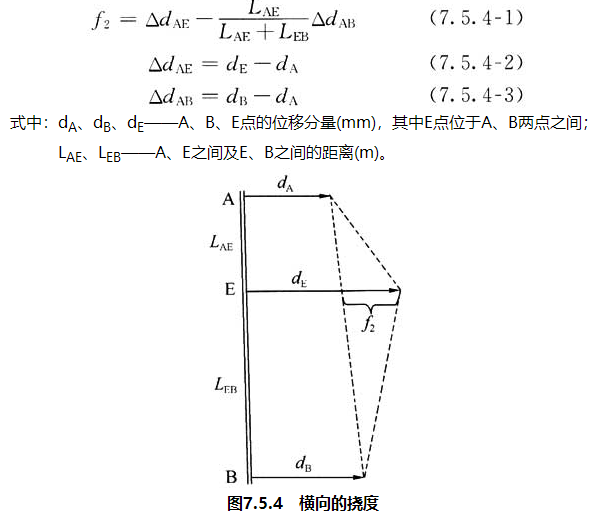 f₂ = Δd_AE − L_AE/(L_AE + L_EB) Δd_AB (7.5.4-1)
Δd_AE = d_E − d_A (7.5.4-2)
Δd_AB = d_B − d_A (7.5.4-3)
式中：d_A、d_B、d_E——A、B、E点的位移分量(mm)，其中E点位于A、B两点之间；
L_AE、L_EB——A、E之间及E、B之间的距离(m)。
d_A
A
L_AE
d_E
E
f₂
L_EB
d_B
B
图7.5.4 横向的挠度